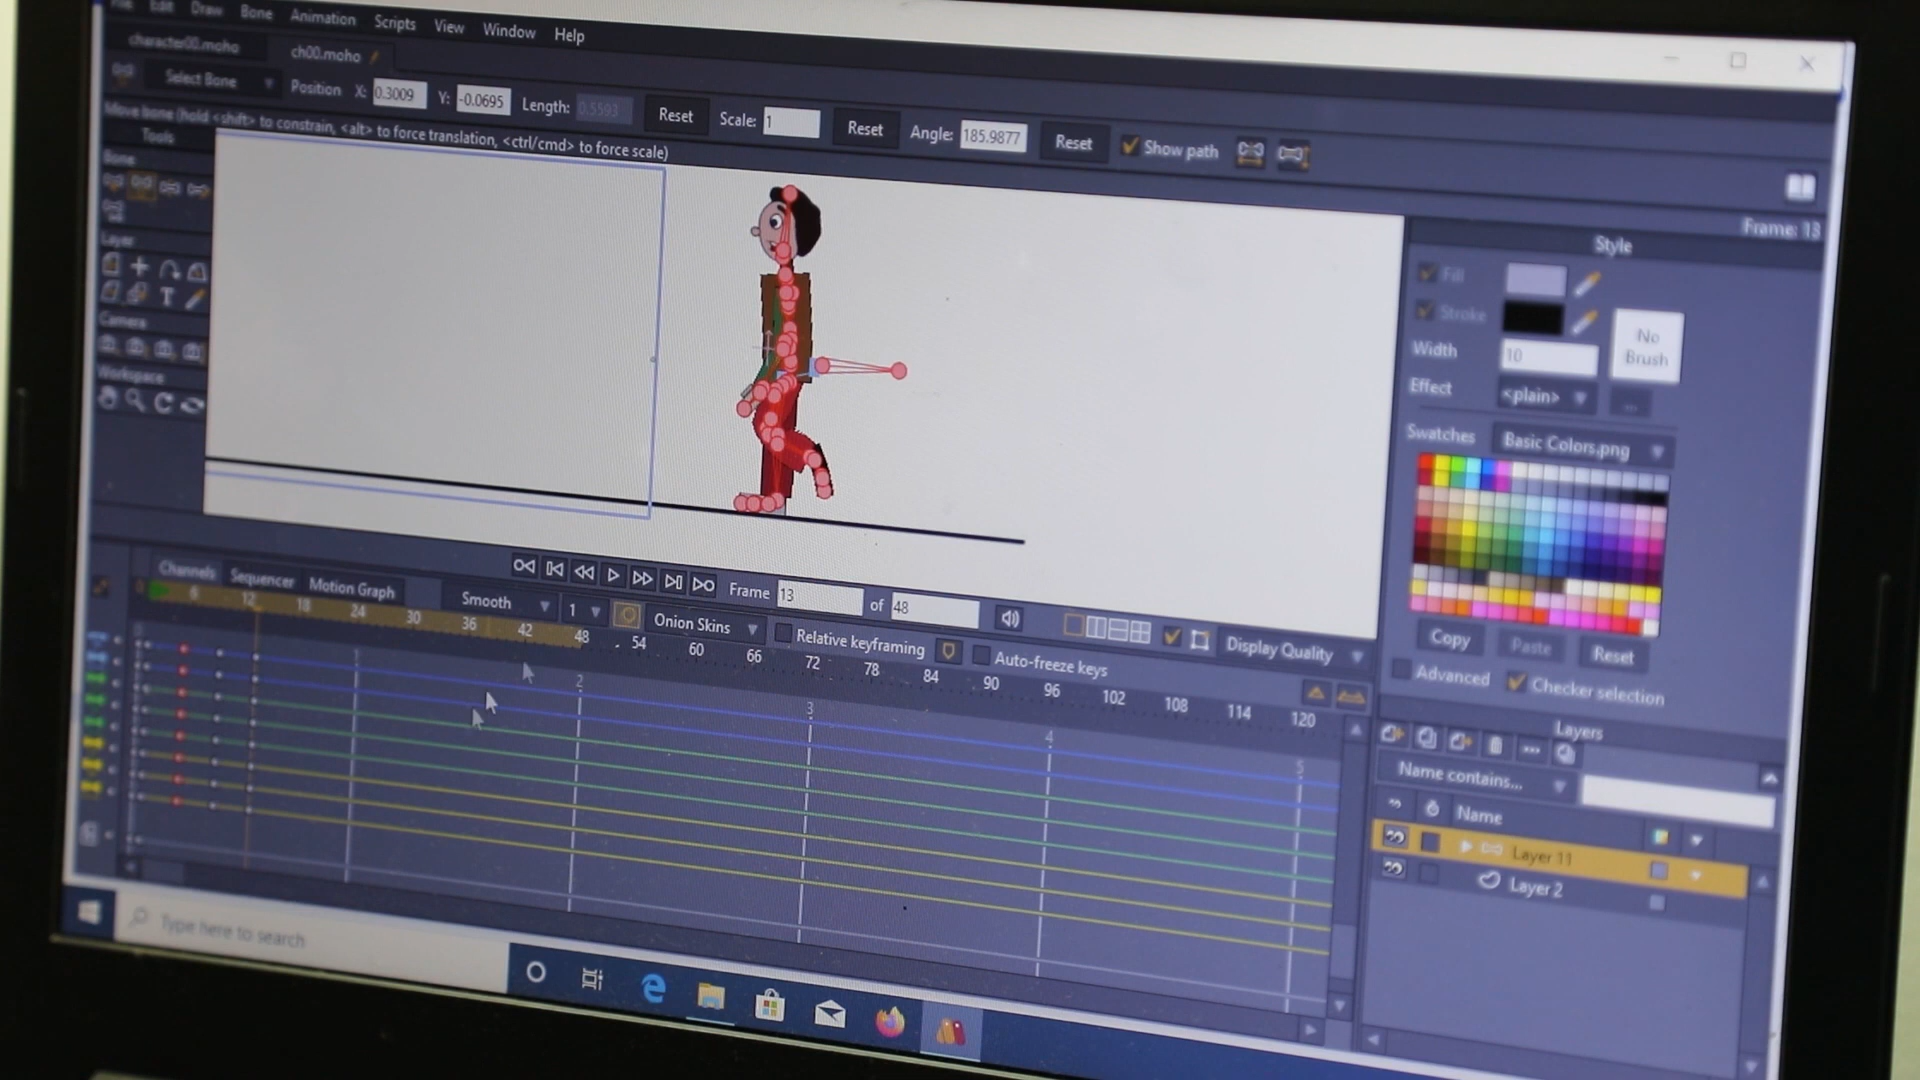 File Edit Draw Bone Animation Scripts View Window Help
character00.moho ch00.moho
Select Bone Position X: 0.3009 Y: -0.0695 Length: 0.5593 Reset Scale: 1 Reset Angle: 185.9877 Reset Show path
Move bone (hold <shift> to constrain, <alt> to force translation, <ctrl/cmd> to force scale)
Frame: 13
Tools
Bone
Layer
T
Camera
Workspace
Style
Fill
Stroke
No Brush
Width 10
Effect <plain> ...
Swatches Basic Colors.png
Copy Paste Reset
Advanced Checker selection
Channels Sequencer Motion Graph
Smooth 1 Onion Skins
Frame 13 of 48
Relative keyframing Auto-freeze keys
Display Quality
0 6 12 18 24 30 36 42 48 54 60 66 72 78 84 90 96 102 108 114 120
2 3 4 5
Layers
Name contains...
Name
Layer 11
Layer 2
Type here to search